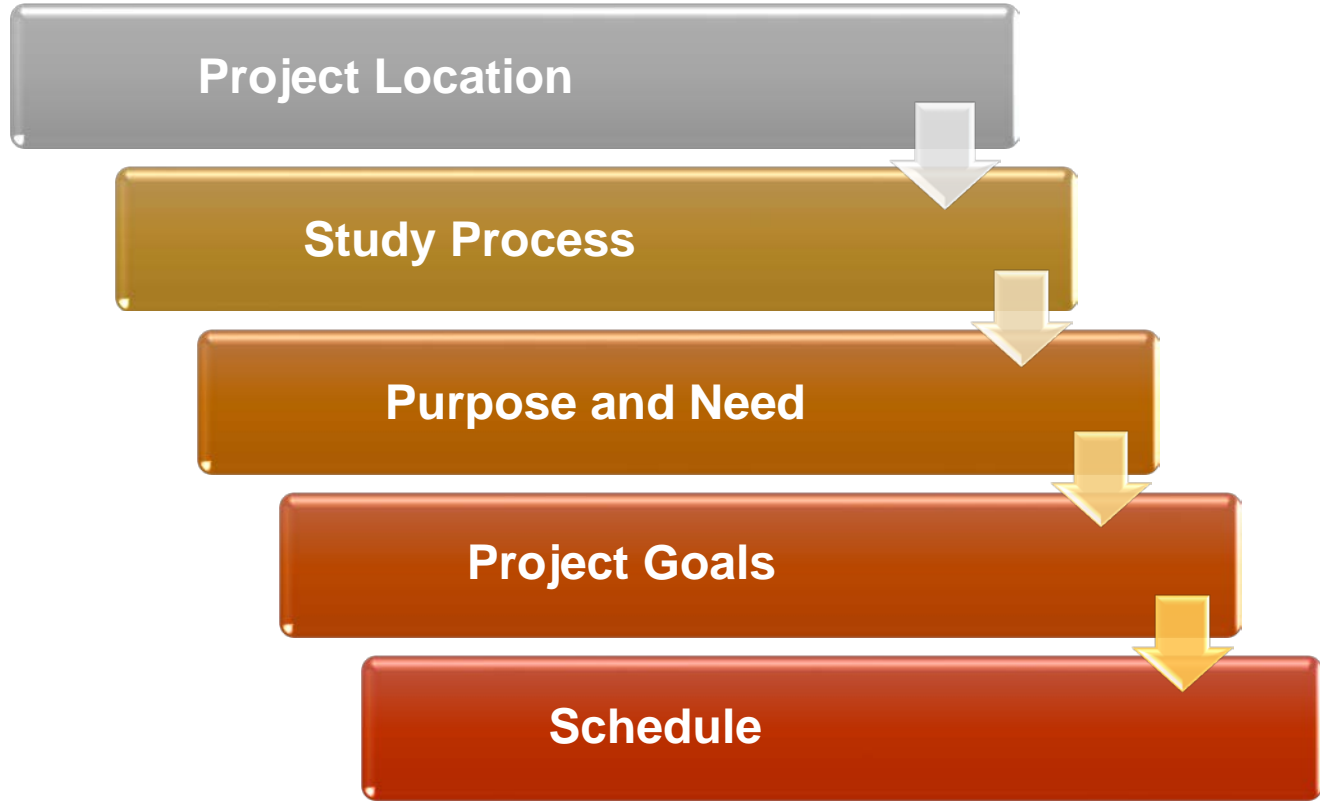 Project Location
Study Process
Purpose and Need
Project Goals
Schedule